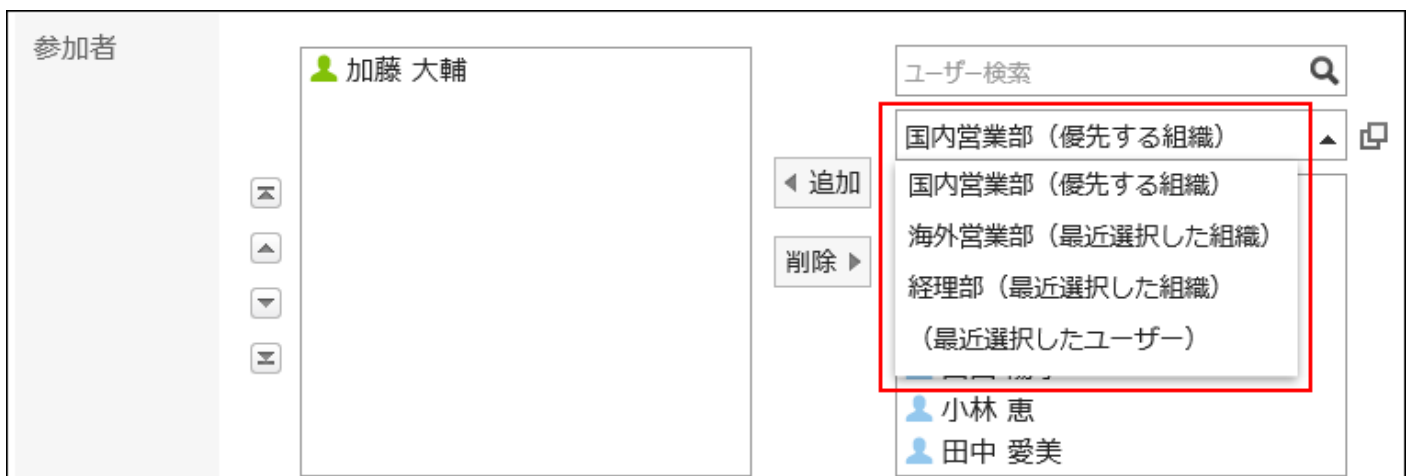 参加者
加藤 大輔
追加
削除
ユーザー検索
国内営業部（優先する組織）
国内営業部（優先する組織）
海外営業部（最近選択した組織）
経理部（最近選択した組織）
（最近選択したユーザー）
小林 恵
田中 愛美